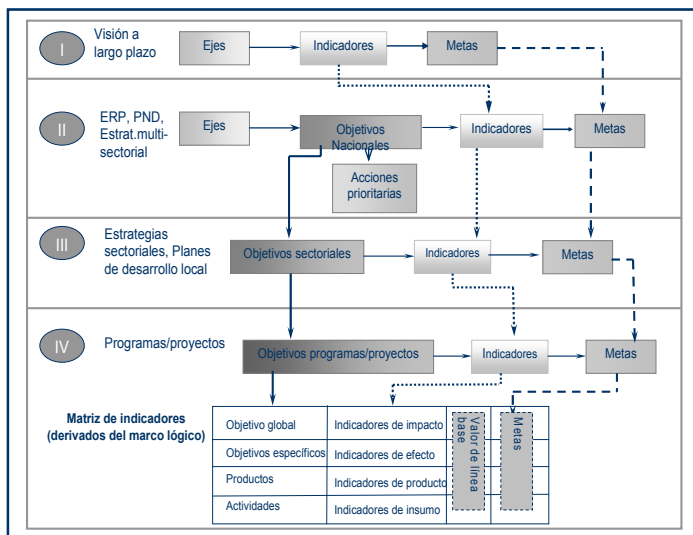 I
Visión a
largo plazo
Ejes
Indicadores
Metas
II
ERP, PND,
Estrat.multi-
sectorial
Ejes
Objetivos
Nacionales
Indicadores
Metas
Acciones
prioritarias
III
Estrategias
sectoriales, Planes
de desarrollo local
Objetivos sectoriales
Indicadores
Metas
IV
Programas/proyectos
Objetivos programas/proyectos
Indicadores
Metas
Matriz de indicadores
(derivados del marco lógico)
Objetivo global
Indicadores de impacto
Objetivos específicos
Indicadores de efecto
Productos
Indicadores de producto
Actividades
Indicadores de insumo
Valor de línea
base
Metas